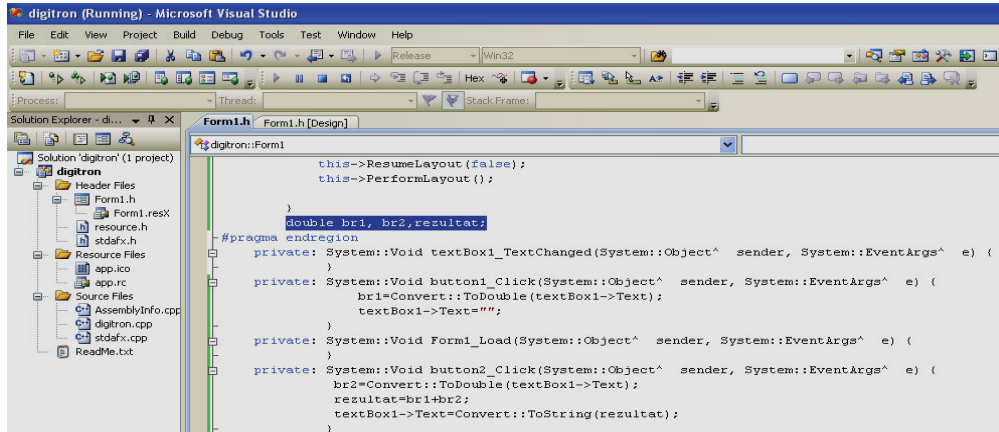 digitron (Running) - Microsoft Visual Studio
File Edit View Project Build Debug Tools Test Window Help
Release Win32
Hex
Process: Thread: Stack Frame:
Solution Explorer - di...
Form1.h Form1.h [Design]
digitron::Form1
Solution 'digitron' (1 project)
digitron
Header Files
Form1.h
Form1.resX
resource.h
stdafx.h
Resource Files
app.ico
app.rc
Source Files
AssemblyInfo.cpp
digitron.cpp
stdafx.cpp
ReadMe.txt
this->ResumeLayout(false);
this->PerformLayout();
}
double br1, br2,rezultat;
#pragma endregion
private: System::Void textBox1_TextChanged(System::Object^ sender, System::EventArgs^ e) {
}
private: System::Void button1_Click(System::Object^ sender, System::EventArgs^ e) {
br1=Convert::ToDouble(textBox1->Text);
textBox1->Text="";
}
private: System::Void Form1_Load(System::Object^ sender, System::EventArgs^ e) {
}
private: System::Void button2_Click(System::Object^ sender, System::EventArgs^ e) {
br2=Convert::ToDouble(textBox1->Text);
rezultat=br1+br2;
textBox1->Text=Convert::ToString(rezultat);
}